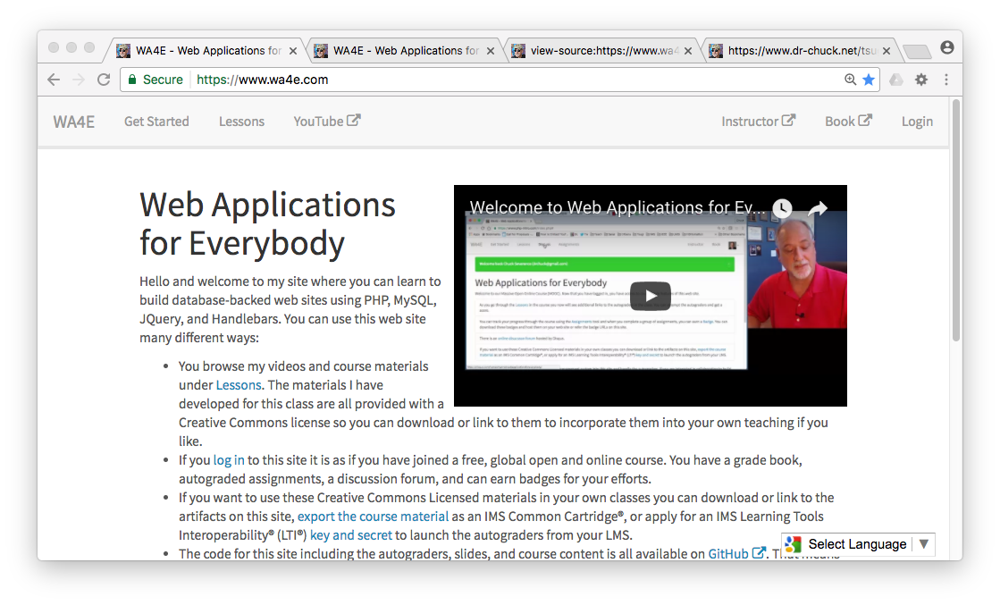 WA4E - Web Applications for
WA4E - Web Applications for
view-source:https://www.wa4
https://www.dr-chuck.net/tsu
Secure
https://www.wa4e.com
WA4E
Get Started
Lessons
YouTube
Instructor
Book
Login
Web Applications
for Everybody
Hello and welcome to my site where you can learn to
build database-backed web sites using PHP, MySQL,
JQuery, and Handlebars. You can use this web site
many different ways:
Welcome to Web Applications for Ev...
Web Applications for Everybody
• You browse my videos and course materials
under Lessons. The materials I have
developed for this class are all provided with a
Creative Commons license so you can download or link to them to incorporate them into your own teaching if you
like.
• If you log in to this site it is as if you have joined a free, global open and online course. You have a grade book,
autograded assignments, a discussion forum, and can earn badges for your efforts.
• If you want to use these Creative Commons Licensed materials in your own classes you can download or link to the
artifacts on this site, export the course material as an IMS Common Cartridge®, or apply for an IMS Learning Tools
Interoperability® (LTI®) key and secret to launch the autograders from your LMS.
• The code for this site including the autograders, slides, and course content is all available on GitHub. That means
Select Language